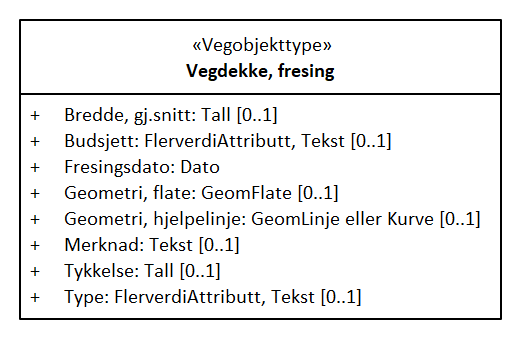 «Vegobjekttype»
Vegdekke, fresing
+ Bredde, gj.snitt: Tall [0..1]
+ Budsjett: FlerverdiAttributt, Tekst [0..1]
+ Fresingsdato: Dato
+ Geometri, flate: GeomFlate [0..1]
+ Geometri, hjelpelinje: GeomLinje eller Kurve [0..1]
+ Merknad: Tekst [0..1]
+ Tykkelse: Tall [0..1]
+ Type: FlerverdiAttributt, Tekst [0..1]